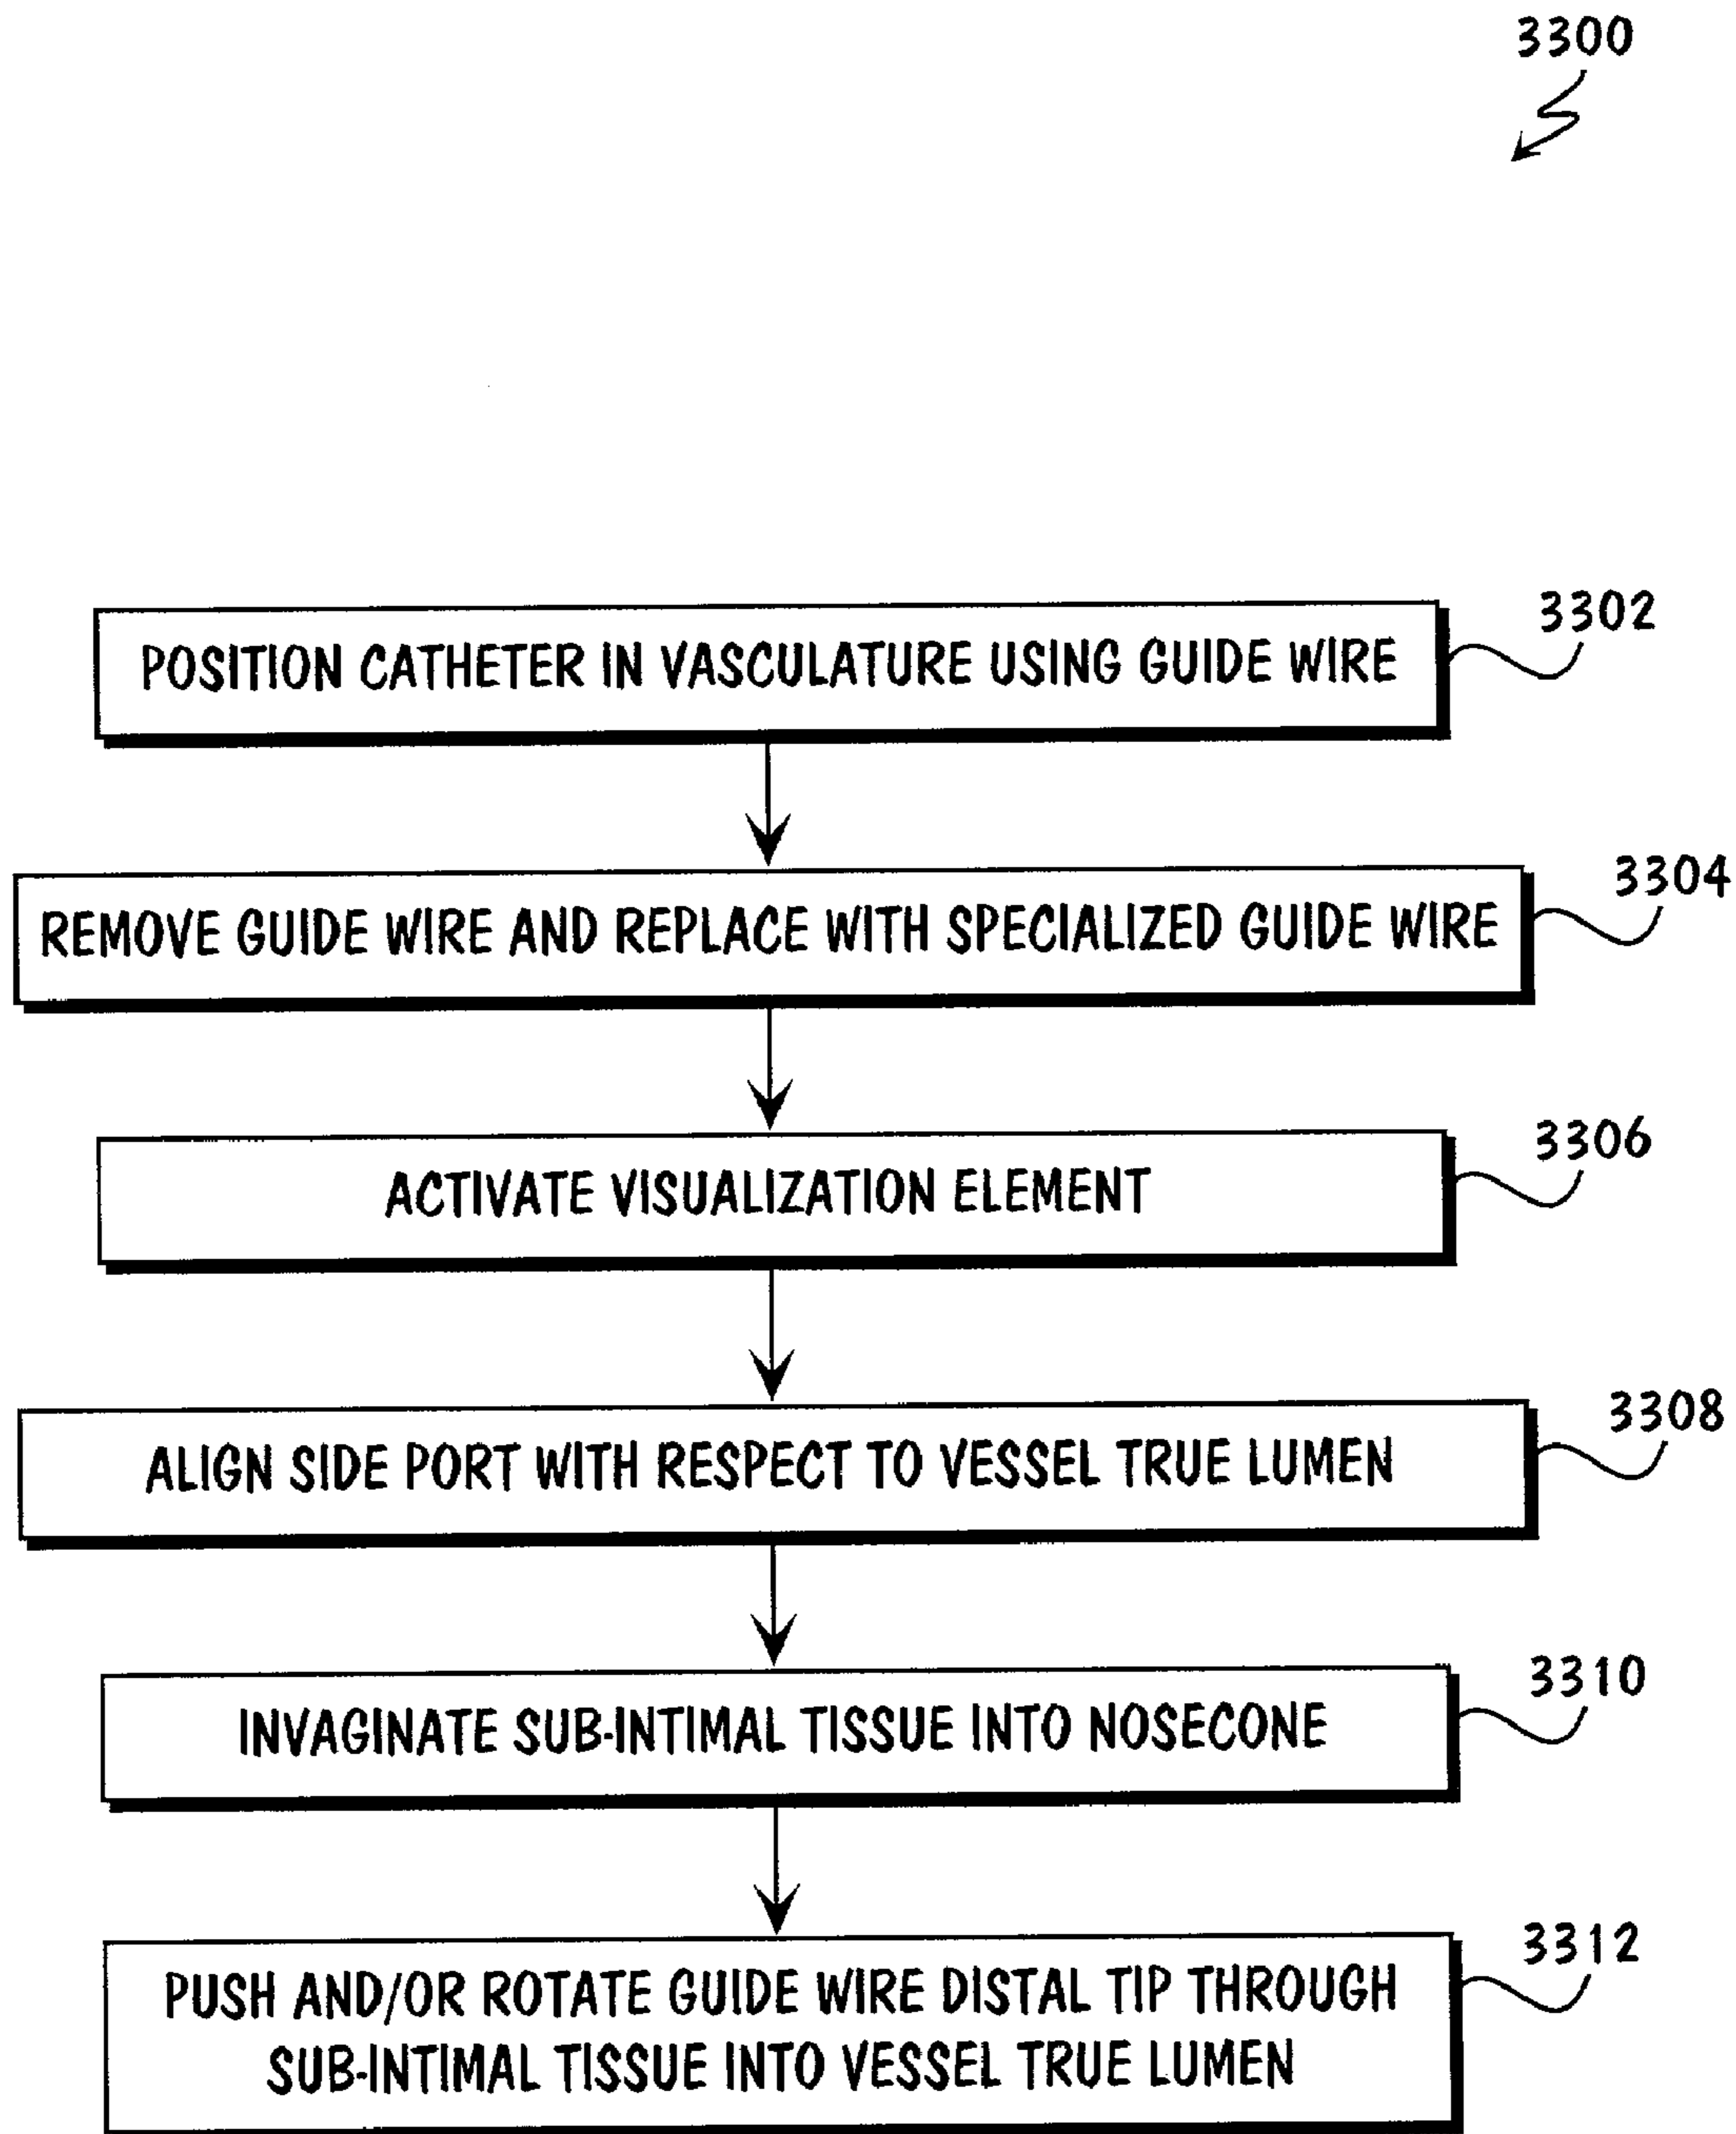 3300
3302
POSITION CATHETER IN VASCULATURE USING GUIDE WIRE
3304
REMOVE GUIDE WIRE AND REPLACE WITH SPECIALIZED GUIDE WIRE
3306
ACTIVATE VISUALIZATION ELEMENT
3308
ALIGN SIDE PORT WITH RESPECT TO VESSEL TRUE LUMEN
3310
INVAGINATE SUB-INTIMAL TISSUE INTO NOSECONE
3312
PUSH AND/OR ROTATE GUIDE WIRE DISTAL TIP THROUGH
SUB-INTIMAL TISSUE INTO VESSEL TRUE LUMEN